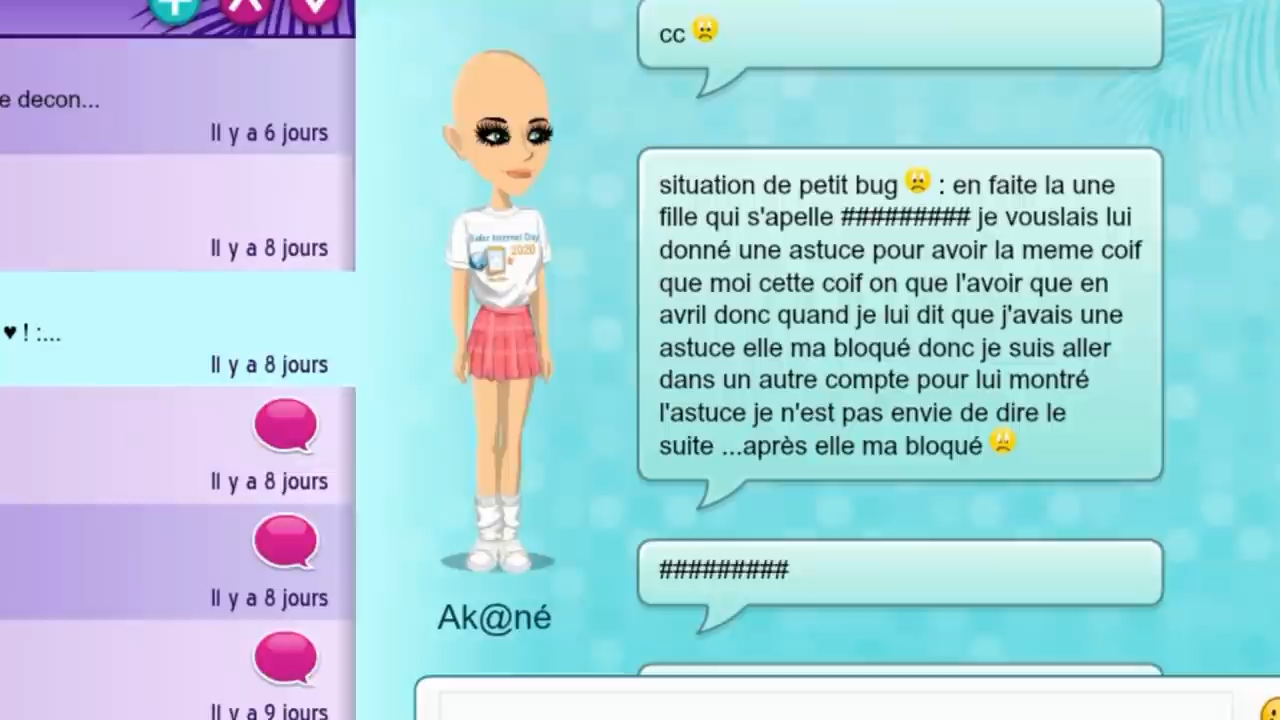 e decon...
Il y a 6 jours
Il y a 8 jours
♥ ! :...
Il y a 8 jours
Il y a 8 jours
Il y a 8 jours
Il y a 9 jours
Safer Internet Day
2020
Ak@né
cc
situation de petit bug : en faite la une
fille qui s'apelle ######### je vouslais lui
donné une astuce pour avoir la meme coif
que moi cette coif on que l'avoir que en
avril donc quand je lui dit que j'avais une
astuce elle ma bloqué donc je suis aller
dans un autre compte pour lui montré
l'astuce je n'est pas envie de dire le
suite ...après elle ma bloqué
#########